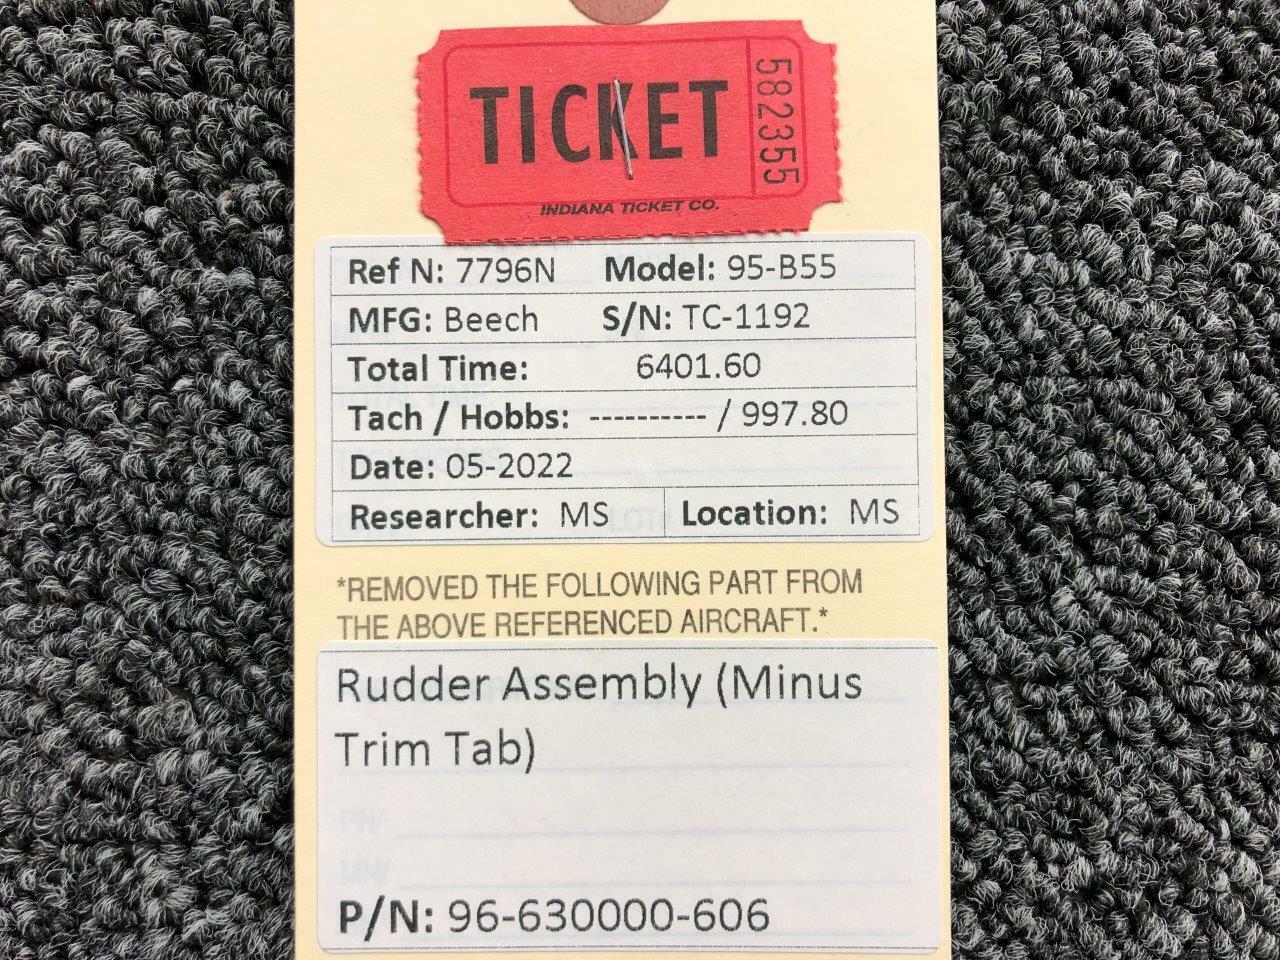 TICKET
582355
INDIANA TICKET CO.
Ref N: 7796N Model: 95-B55
MFG: Beech S/N: TC-1192
Total Time: 6401.60
Tach / Hobbs: ---------- / 997.80
Date: 05-2022
Researcher: MS Location: MS
*REMOVED THE FOLLOWING PART FROM
THE ABOVE REFERENCED AIRCRAFT.*
Rudder Assembly (Minus
Trim Tab)
PN/
MN/
P/N: 96-630000-606